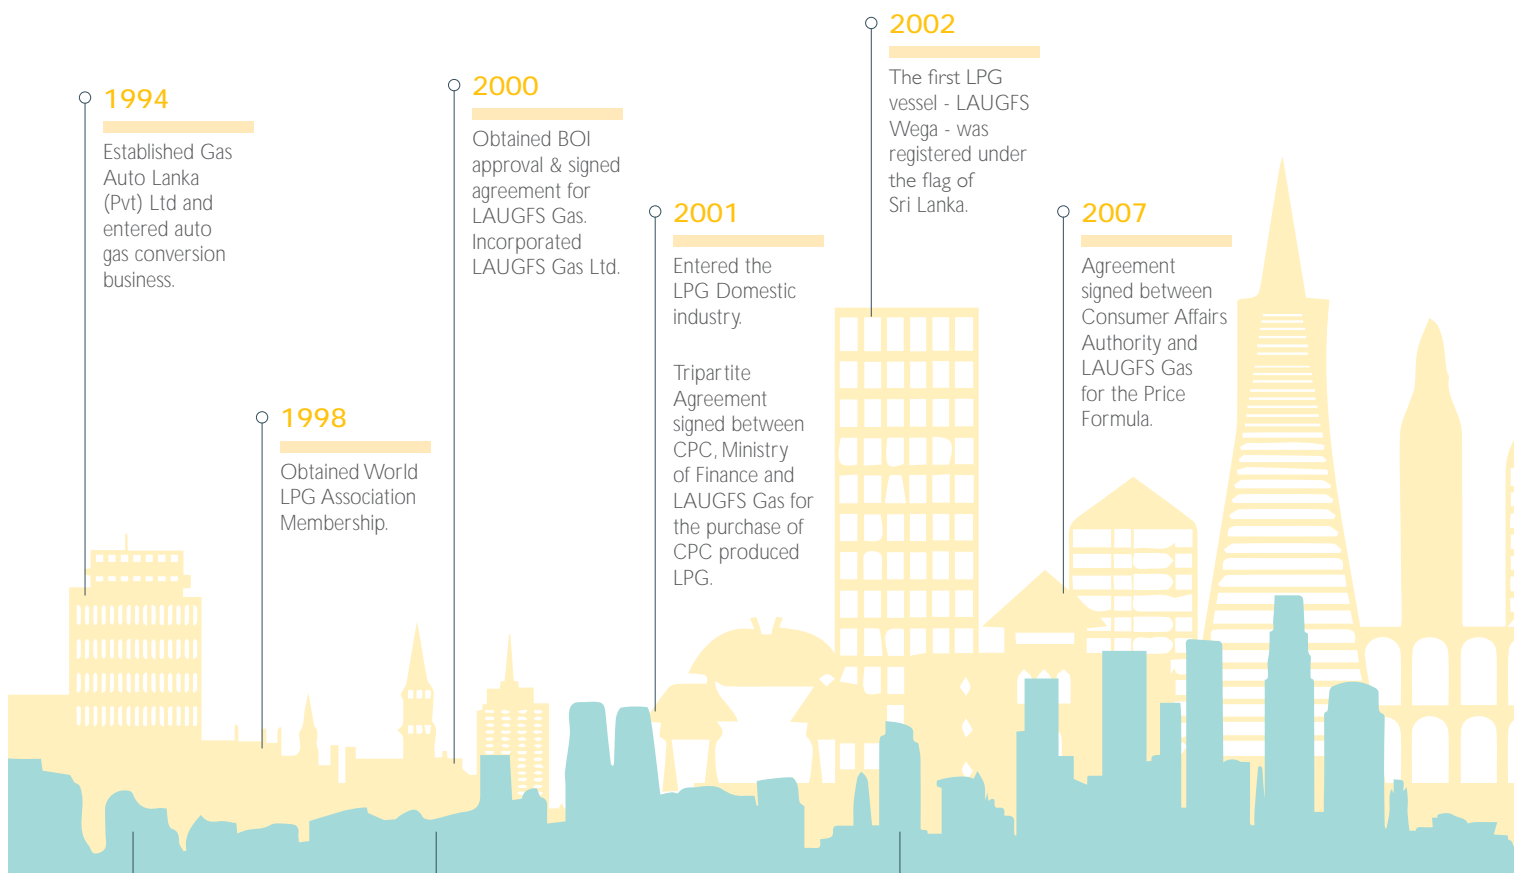 1994
Established Gas
Auto Lanka
(Pvt) Ltd and
entered auto
gas conversion
business.
1998
Obtained World
LPG Association
Membership.
2000
Obtained BOI
approval & signed
agreement for
LAUGFS Gas.
Incorporated
LAUGFS Gas Ltd.
2001
Entered the
LPG Domestic
industry.
Tripartite
Agreement
signed between
CPC, Ministry
of Finance and
LAUGFS Gas for
the purchase of
CPC produced
LPG.
2002
The first LPG
vessel - LAUGFS
Wega - was
registered under
the flag of
Sri Lanka.
2007
Agreement
signed between
Consumer Affairs
Authority and
LAUGFS Gas
for the Price
Formula.